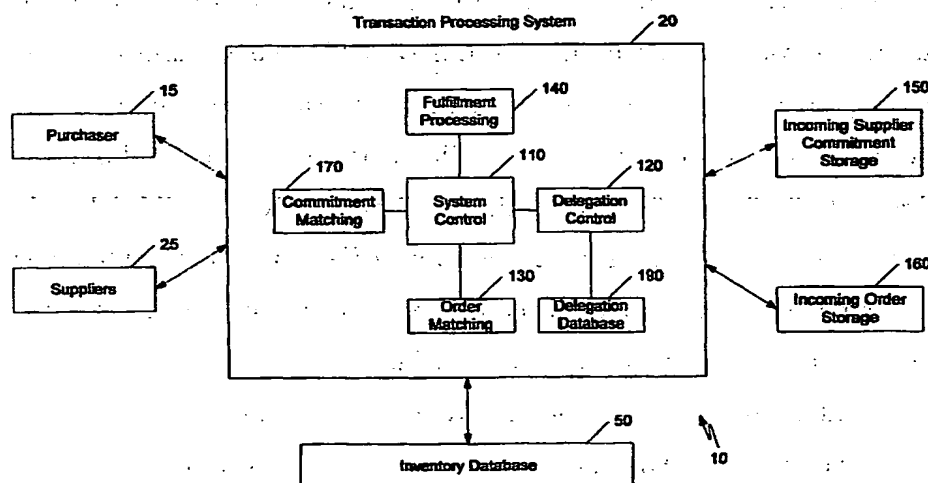 Transaction Processing System
20
15
Purchaser
140
Fulfillment
Processing
150
Incoming Supplier
Commitment
Storage
170
Commitment
Matching
110
System
Control
120
Delegation
Control
25
Suppliers
130
Order
Matching
190
Delegation
Database
160
Incoming Order
Storage
50
Inventory Database
10